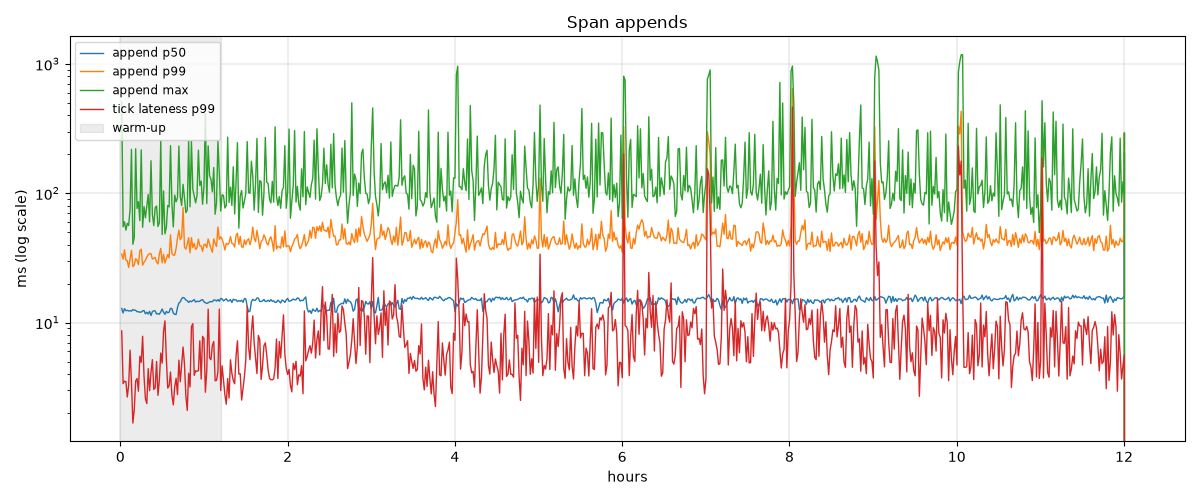 Span appends
append p50
append p99
append max
tick lateness p99
warm-up
ms (log scale)
10³
10²
10¹
0 2 4 6 8 10 12
hours